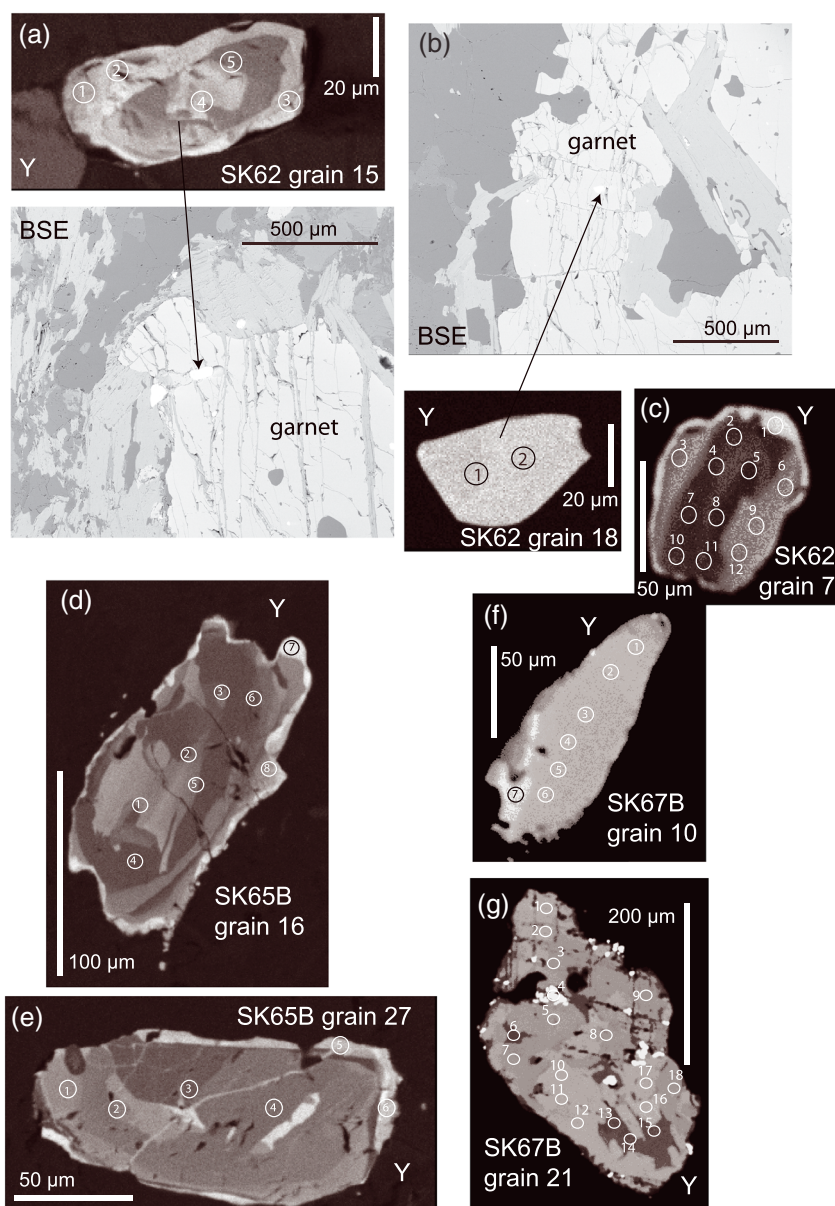 (a)
1
2
5
4
3
20 µm
Y
SK62 grain 15
BSE
500 µm
garnet
(b)
garnet
BSE
500 µm
Y
1
2
20 µm
SK62 grain 18
(c)
Y
1
2
3
4
5
6
7
8
9
10
11
12
50 µm
SK62
grain 7
(d)
Y
7
3
6
2
8
5
1
4
SK65B
grain 16
100 µm
(e)
SK65B grain 27
5
1
2
3
4
6
50 µm
Y
(f)
Y
50 µm
1
2
3
4
5
6
7
SK67B
grain 10
(g)
200 µm
1
2
3
4
9
5
6
8
7
10
17
18
11
16
12
13
15
14
SK67B
grain 21
Y